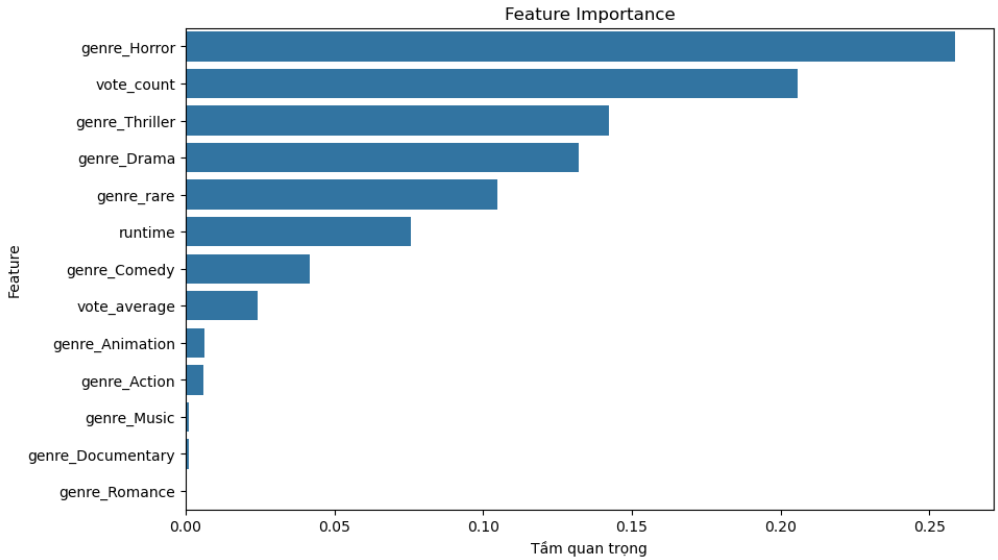 Feature Importance
genre_Horror
vote_count
genre_Thriller
genre_Drama
genre_rare
runtime
genre_Comedy
vote_average
genre_Animation
genre_Action
genre_Music
genre_Documentary
genre_Romance
Feature
0.00 0.05 0.10 0.15 0.20 0.25
Tầm quan trọng